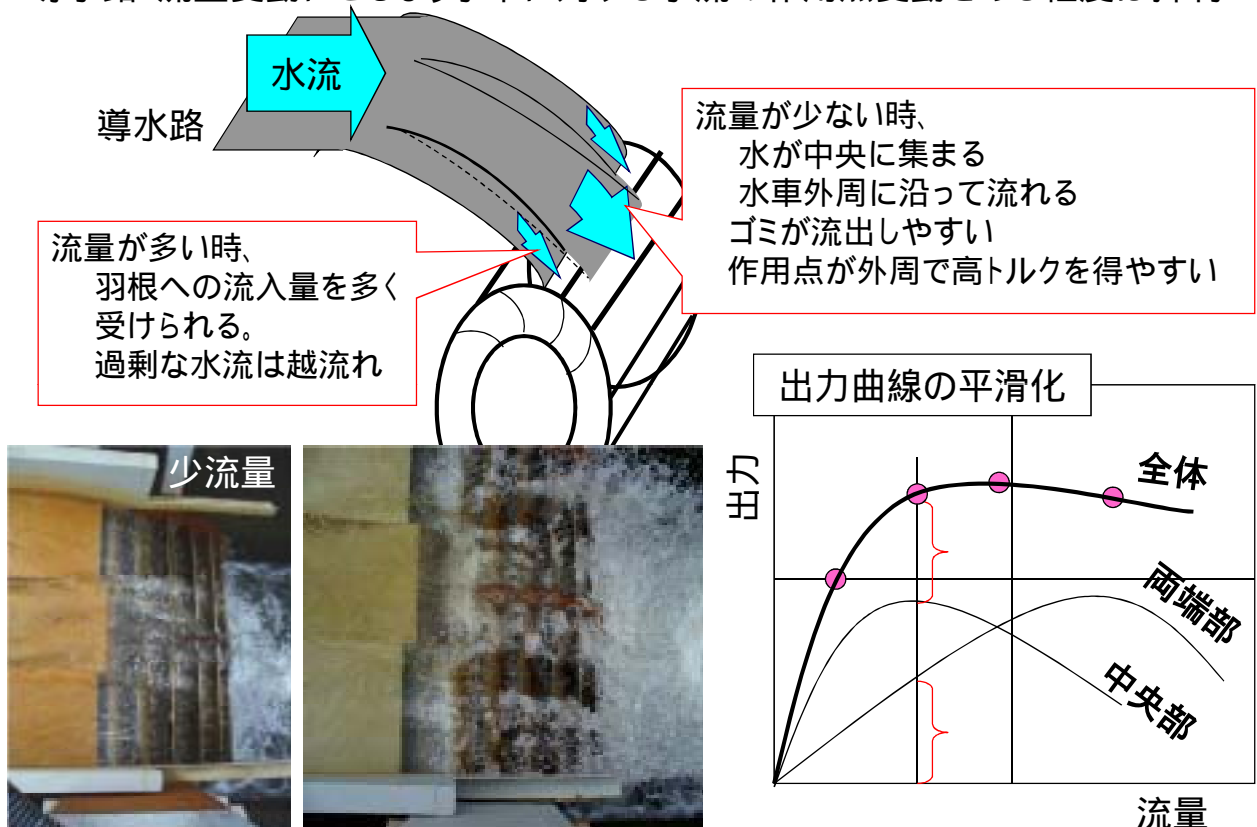 水流
導水路
流量が少ない時、
水が中央に集まる
水車外周に沿って流れる
ゴミが流出しやすい
作用点が外周で高トルクを得やすい
流量が多い時、
羽根への流入量を多く
受けられる。
過剰な水流は越流れ
少流量
出力曲線の平滑化
出力
全体
両端部
中央部
流量